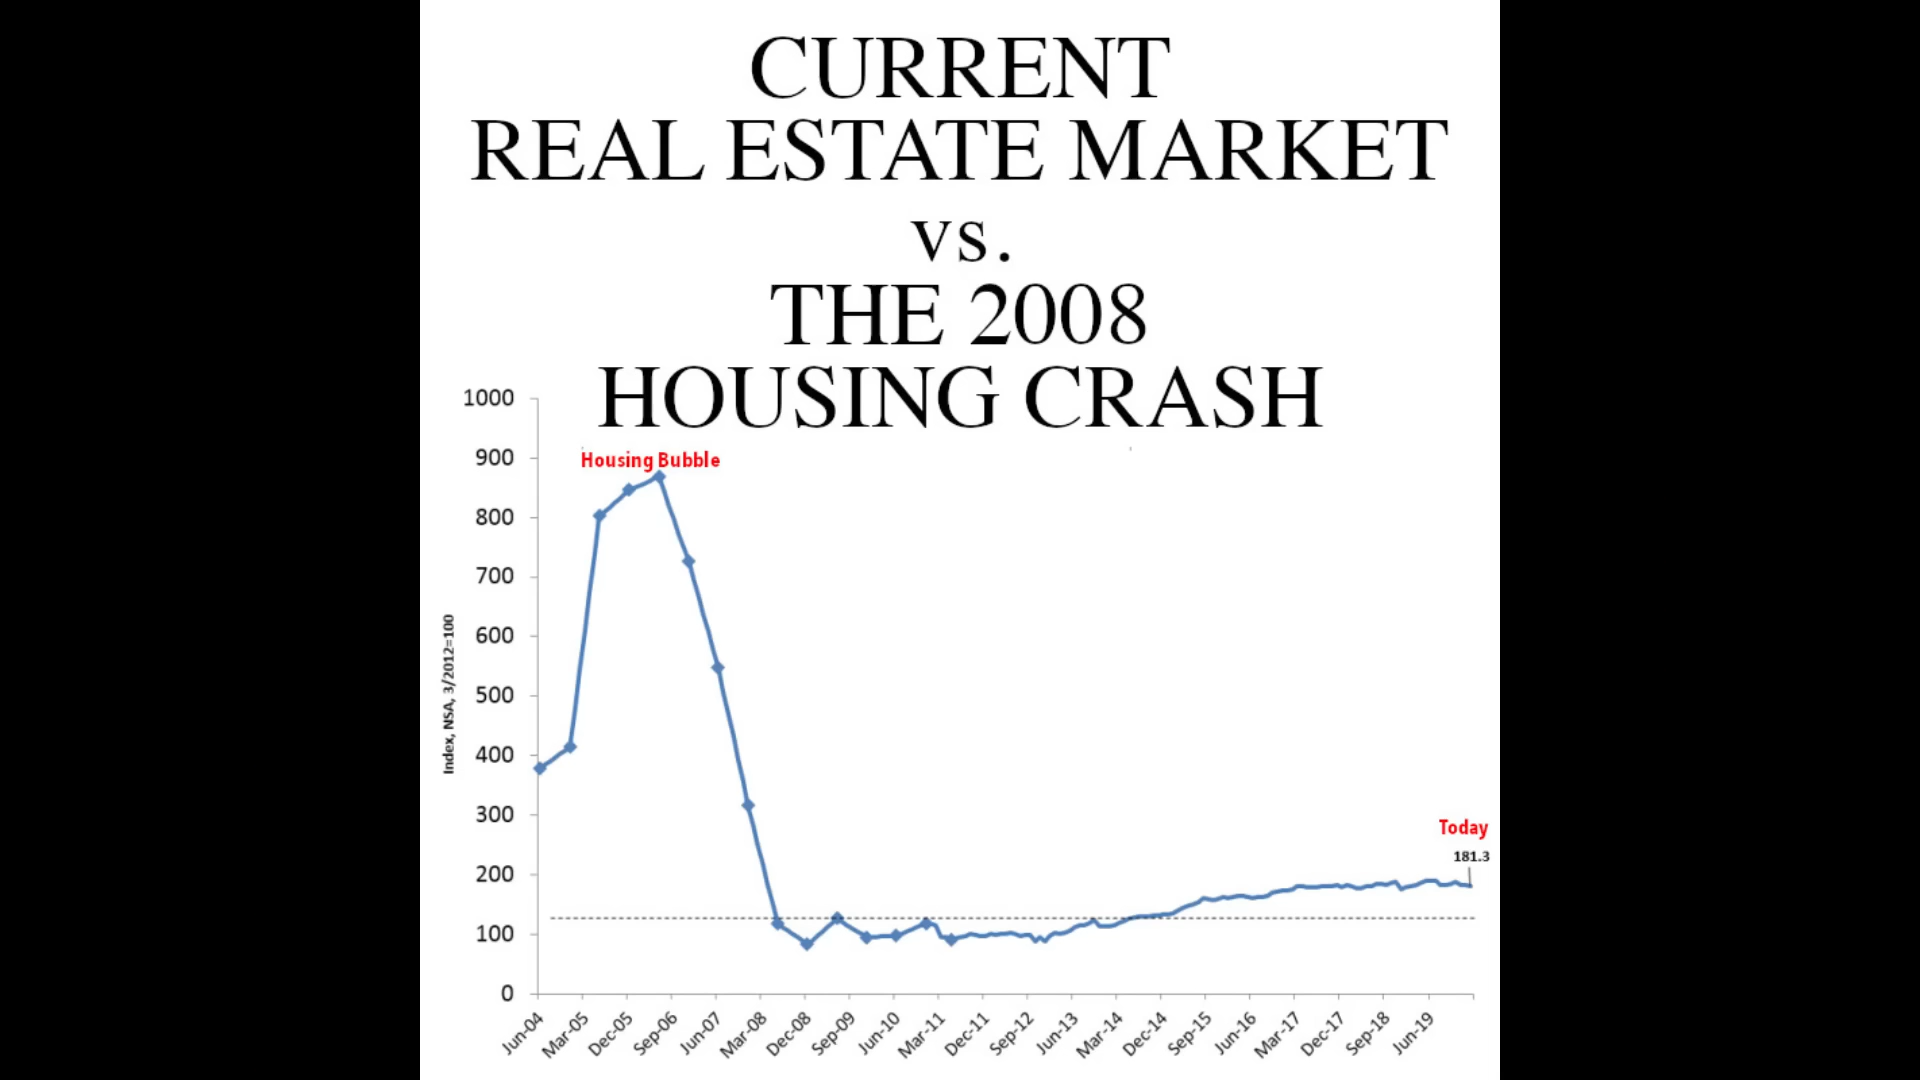 CURRENT
REAL ESTATE MARKET
vs.
THE 2008
HOUSING CRASH
1000
900
800
700
600
500
400
300
200
100
0
Index, NSA, 3/2012=100
Housing Bubble
Today
181.3
Jun-04
Mar-05
Dec-05
Sep-06
Jun-07
Mar-08
Dec-08
Sep-09
Jun-10
Mar-11
Dec-11
Sep-12
Jun-13
Mar-14
Dec-14
Sep-15
Jun-16
Mar-17
Dec-17
Sep-18
Jun-19